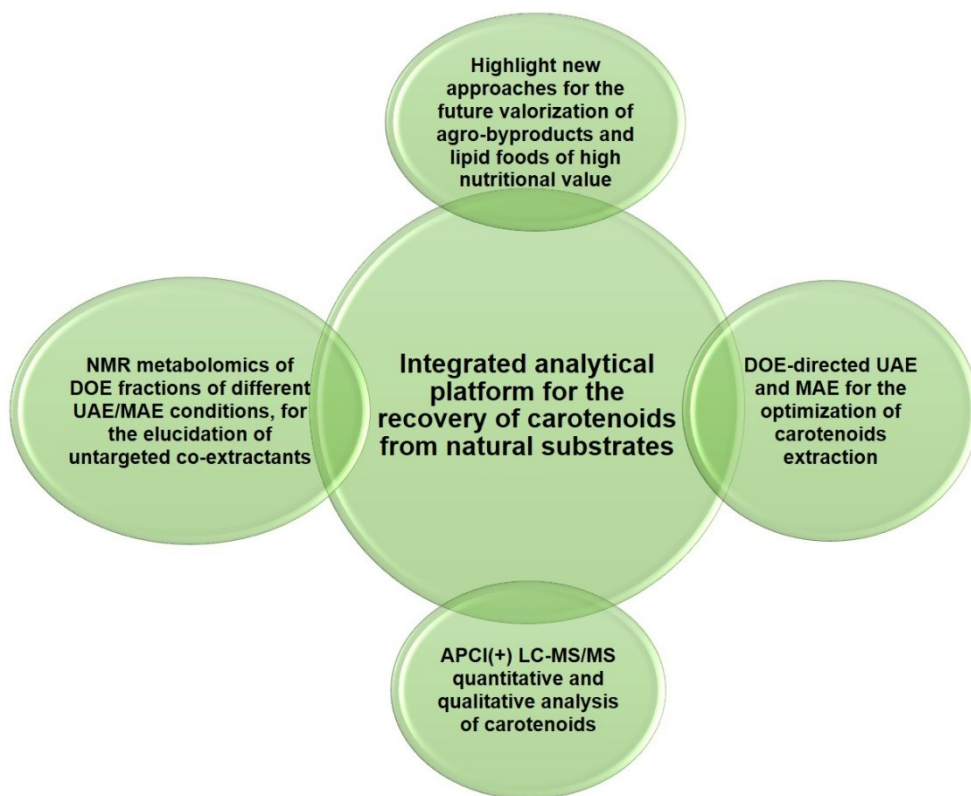 Highlight new
approaches for the
future valorization of
agro-byproducts and
lipid foods of high
nutritional value
NMR metabolomics of
DOE fractions of different
UAE/MAE conditions, for
the elucidation of
untargeted co-extractants
Integrated analytical
platform for the
recovery of carotenoids
from natural substrates
DOE-directed UAE
and MAE for the
optimization of
carotenoids
extraction
APCI(+) LC-MS/MS
quantitative and
qualitative analysis
of carotenoids